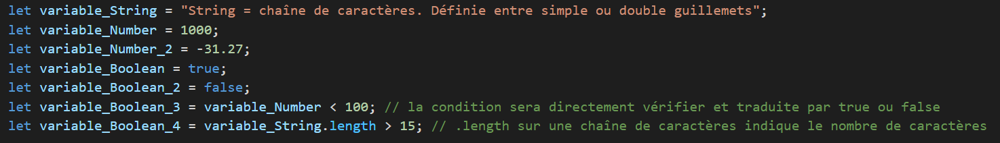 let variable_String = "String = chaîne de caractères. Définie entre simple ou double guillemets";
let variable_Number = 1000;
let variable_Number_2 = -31.27;
let variable_Boolean = true;
let variable_Boolean_2 = false;
let variable_Boolean_3 = variable_Number < 100; // la condition sera directement vérifier et traduite par true ou false
let variable_Boolean_4 = variable_String.length > 15; // .length sur une chaîne de caractères indique le nombre de caractères